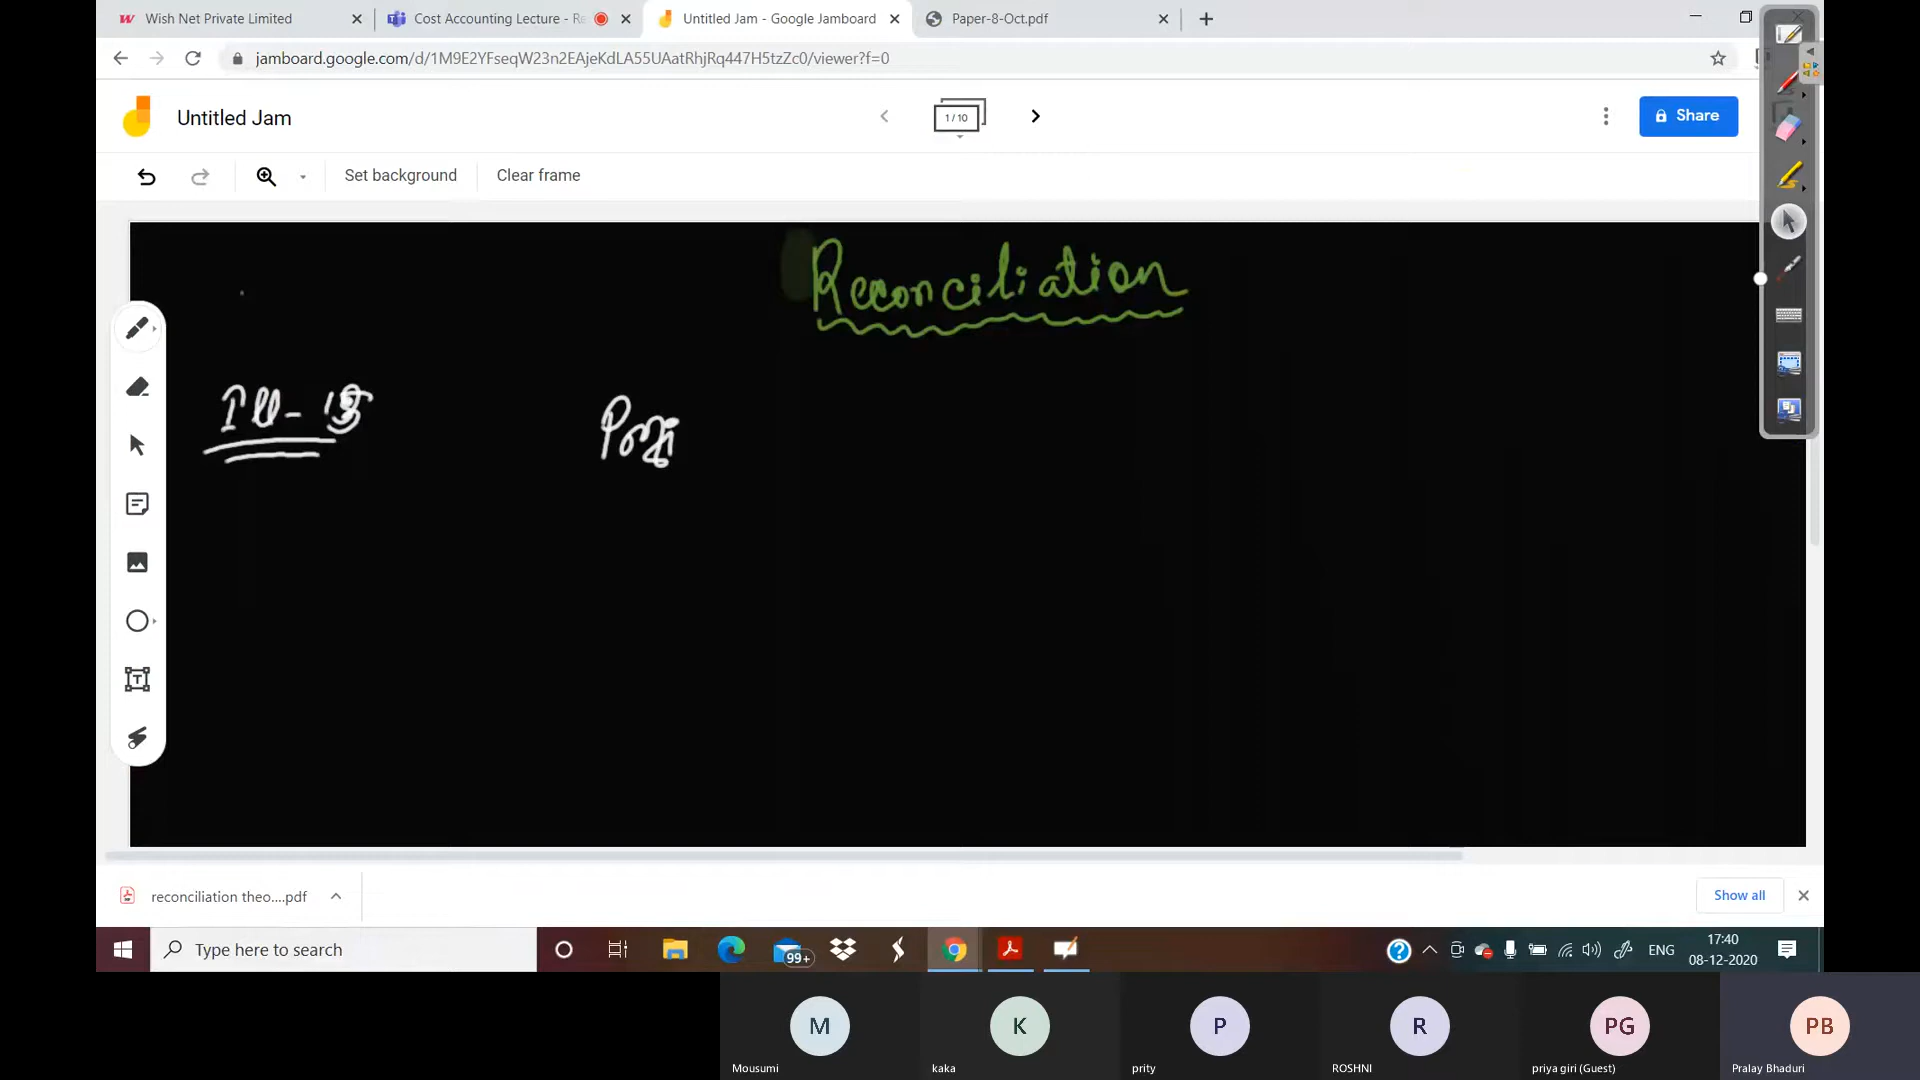 Wish Net Private Limited
Cost Accounting Lecture - Re
Untitled Jam - Google Jamboard
Paper-8-Oct.pdf
jamboard.google.com/d/1M9E2YFseqW23n2EAjeKdLA55UAatRhjRq447H5tzZc0/viewer?f=0
Untitled Jam
1 / 10
Share
Set background
Clear frame
Reconciliation
Ill -
reconciliation theo....pdf
Show all
Type here to search
99+
ENG
17:40
08-12-2020
M
K
P
R
PG
PB
Mousumi
kaka
prity
ROSHNI
priya giri (Guest)
Pralay Bhaduri